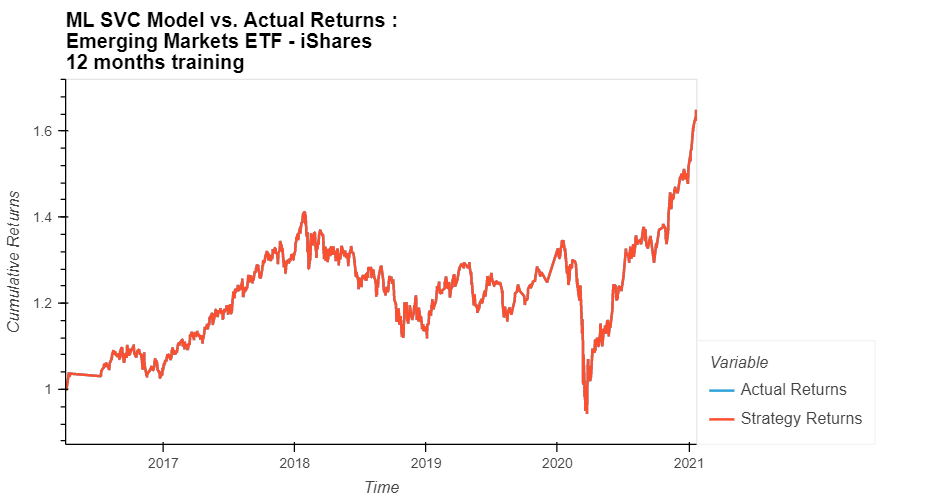 ML SVC Model vs. Actual Returns :
Emerging Markets ETF - iShares
12 months training
Cumulative Returns
1.6
1.4
1.2
1
2017 2018 2019 2020 2021
Time
Variable
Actual Returns
Strategy Returns